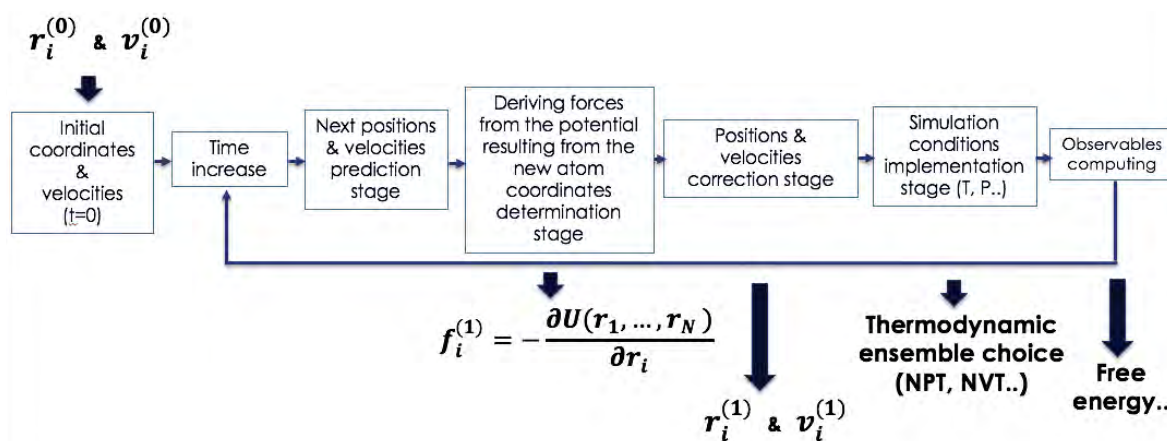 r_i^{(0)} & v_i^{(0)}
Initial
coordinates
&
velocities
(t=0)
Time
increase
Next positions
& velocities
prediction
stage
Deriving forces
from the potential
resulting from the
new atom
coordinates
determination
stage
Positions &
velocities
correction stage
Simulation
conditions
implementation
stage (T, P..)
Observables
computing
f_i^{(1)} = -\frac{∂U(r_1, …, r_N)}{∂r_i}
r_i^{(1)} & v_i^{(1)}
Thermodynamic
ensemble choice
(NPT, NVT..)
Free
energy..